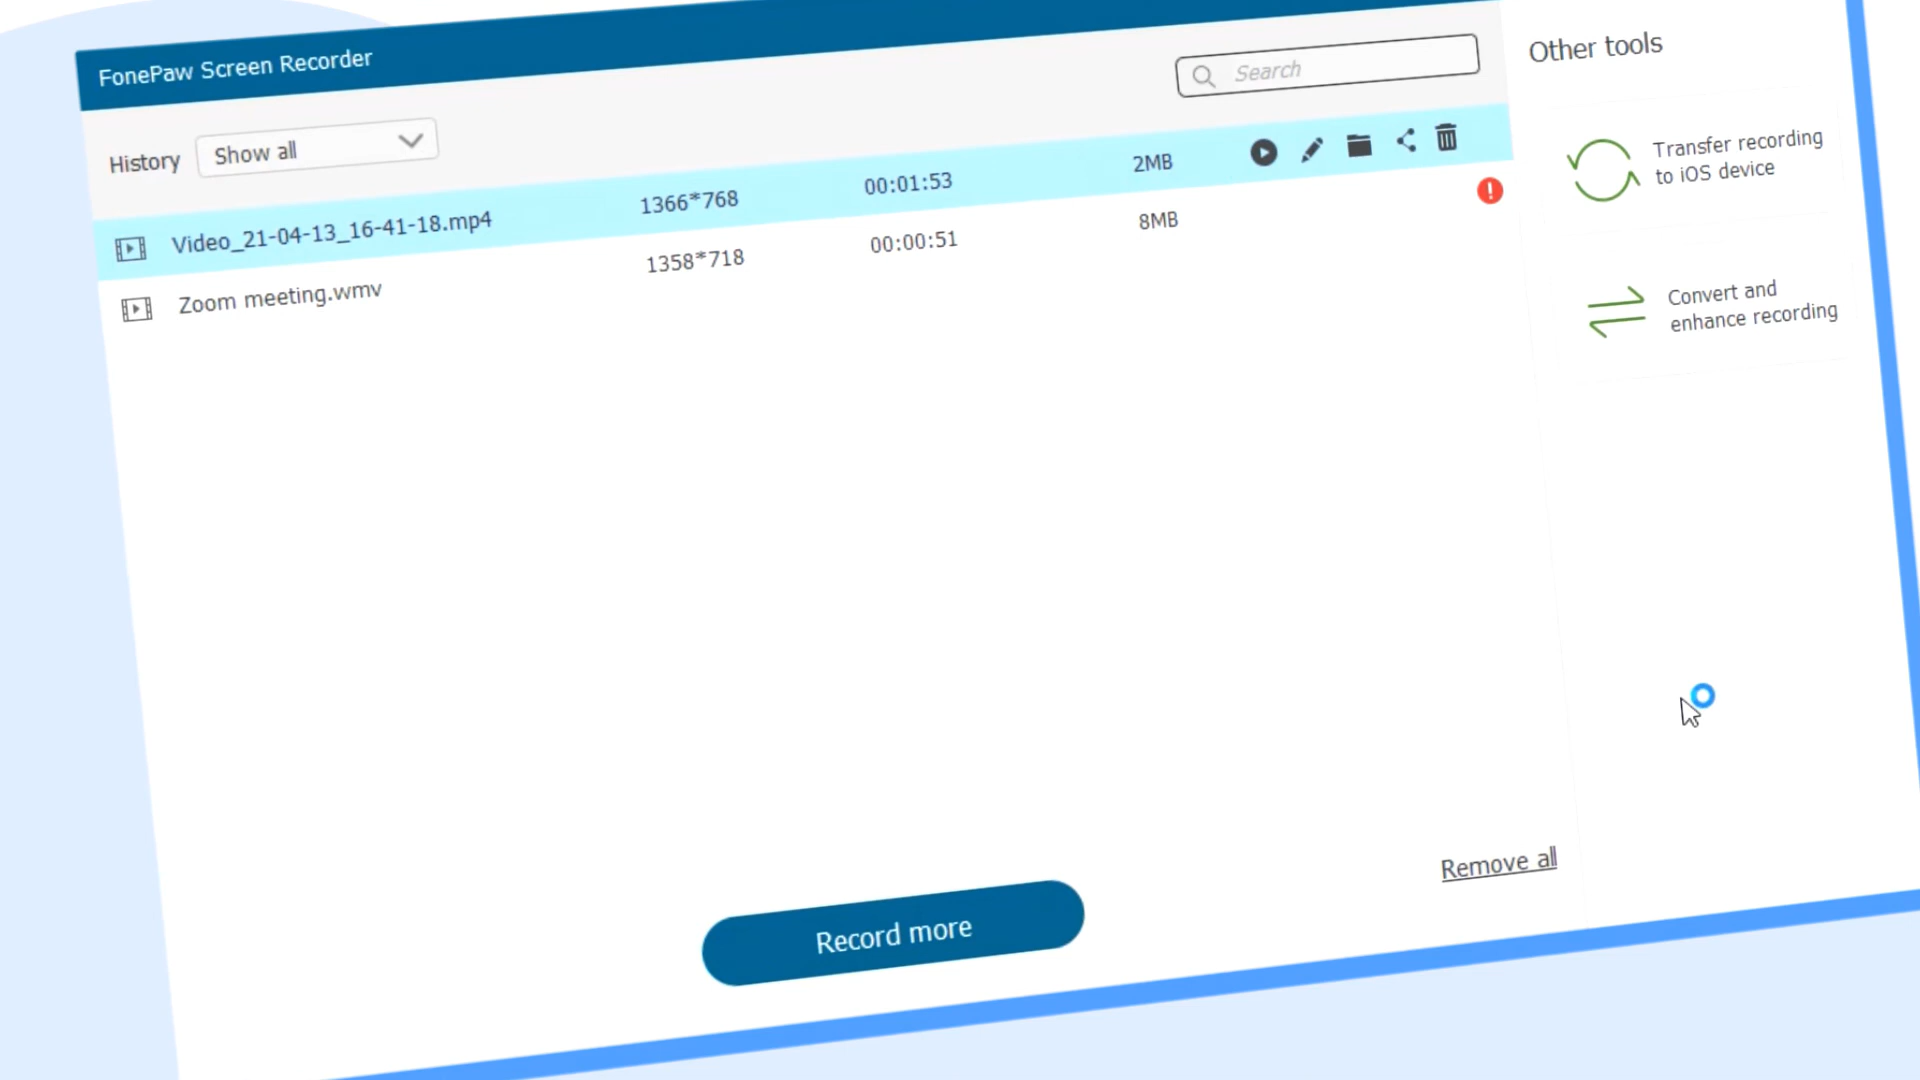 FonePaw Screen Recorder
History
Show all
Search
Video_21-04-13_16-41-18.mp4
1366*768
00:01:53
2MB
Zoom meeting.wmv
1358*718
00:00:51
8MB
Other tools
Transfer recording
to iOS device
Convert and
enhance recording
Remove all
Record more